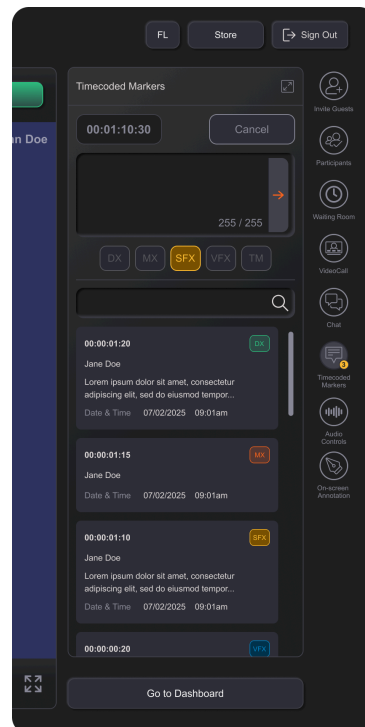 FL
Store
Sign Out
Timecoded Markers
00:01:10:30
Cancel
255 / 255
DX
MX
SFX
VFX
TM
00:00:01:20
DX
Jane Doe
Lorem ipsum dolor sit amet, consectetur
adipiscing elit, sed do eiusmod tempor...
Date & Time 07/02/2025 09:01am
00:00:01:15
MX
Jane Doe
Date & Time 07/02/2025 09:01am
00:00:01:10
SFX
Jane Doe
Lorem ipsum dolor sit amet, consectetur
adipiscing elit, sed do eiusmod tempor...
Date & Time 07/02/2025 09:01am
00:00:00:20
VFX
Go to Dashboard
Doe
Invite Guests
Participants
Waiting Room
VideoCall
Chat
3
Timecoded
Markers
Audio
Controls
On-screen
Annotation